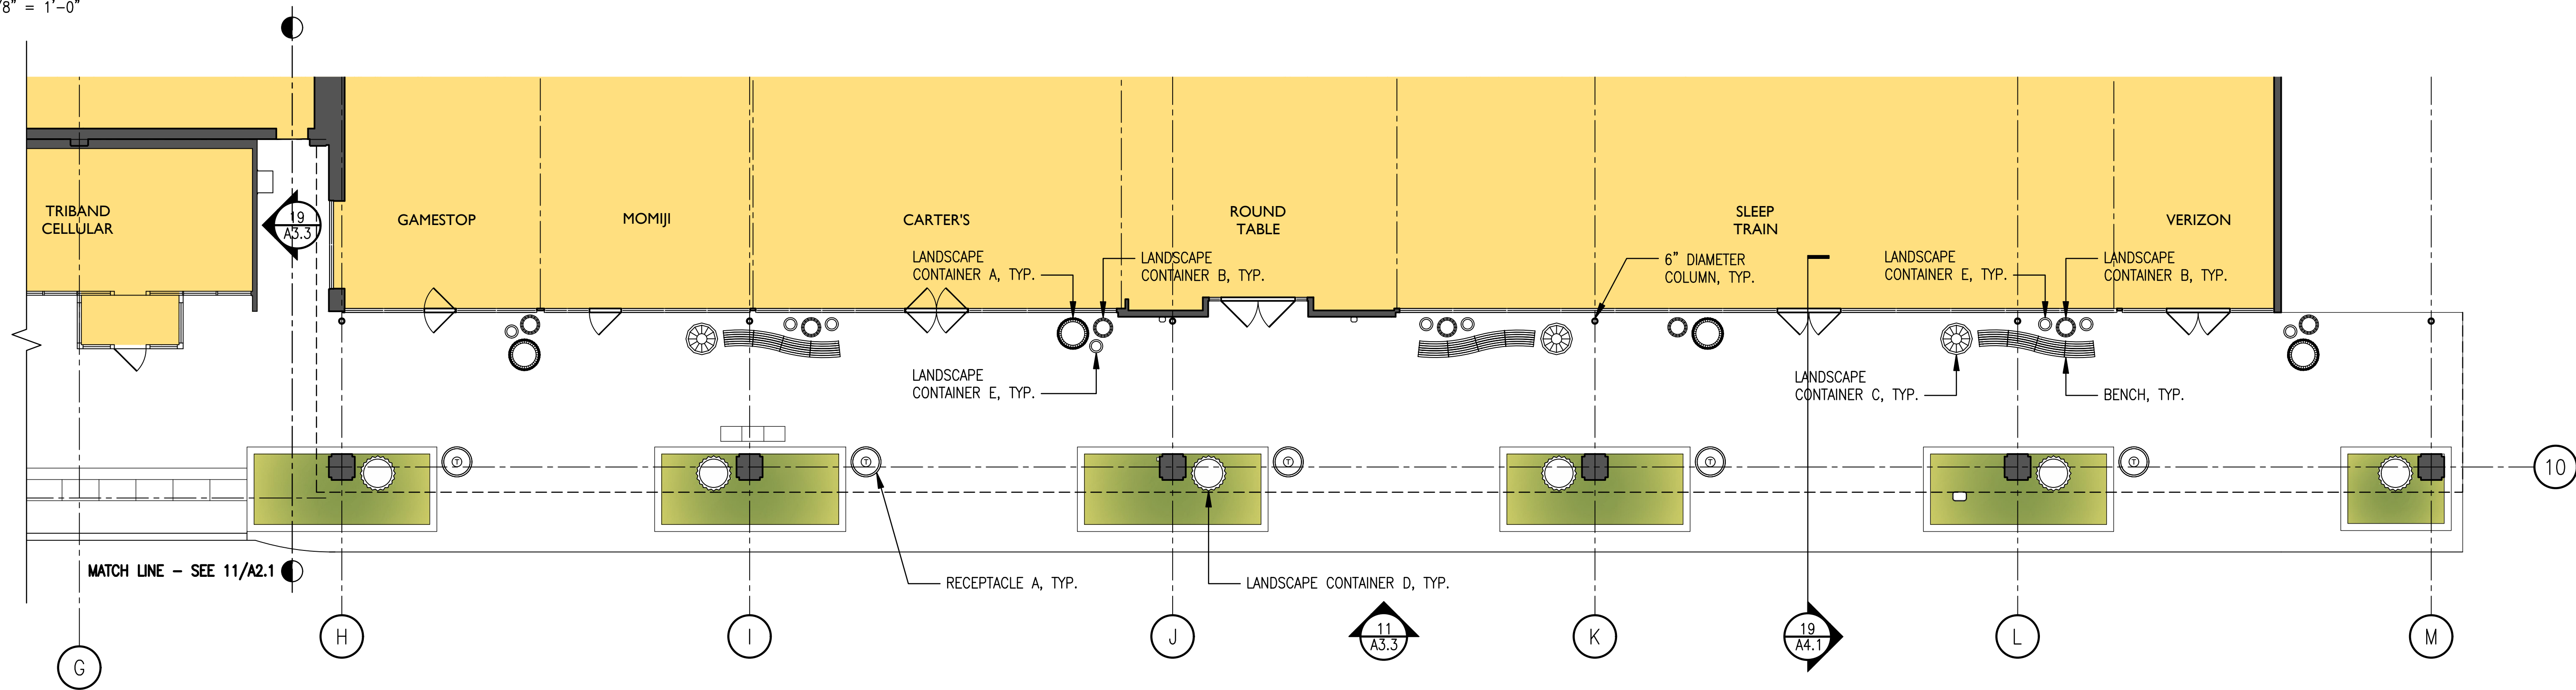 /8" = 1'-0"
TRIBAND
CELLULAR
19
A3.3
GAMESTOP
MOMIJI
CARTER'S
ROUND
TABLE
SLEEP
TRAIN
VERIZON
LANDSCAPE
CONTAINER A, TYP.
LANDSCAPE
CONTAINER B, TYP.
6" DIAMETER
COLUMN, TYP.
LANDSCAPE
CONTAINER E, TYP.
LANDSCAPE
CONTAINER B, TYP.
LANDSCAPE
CONTAINER E, TYP.
LANDSCAPE
CONTAINER C, TYP.
BENCH, TYP.
T
T
T
T
T
10
MATCH LINE - SEE 11/A2.1
RECEPTACLE A, TYP.
LANDSCAPE CONTAINER D, TYP.
G
H
I
J
11
A3.3
K
19
A4.1
L
M